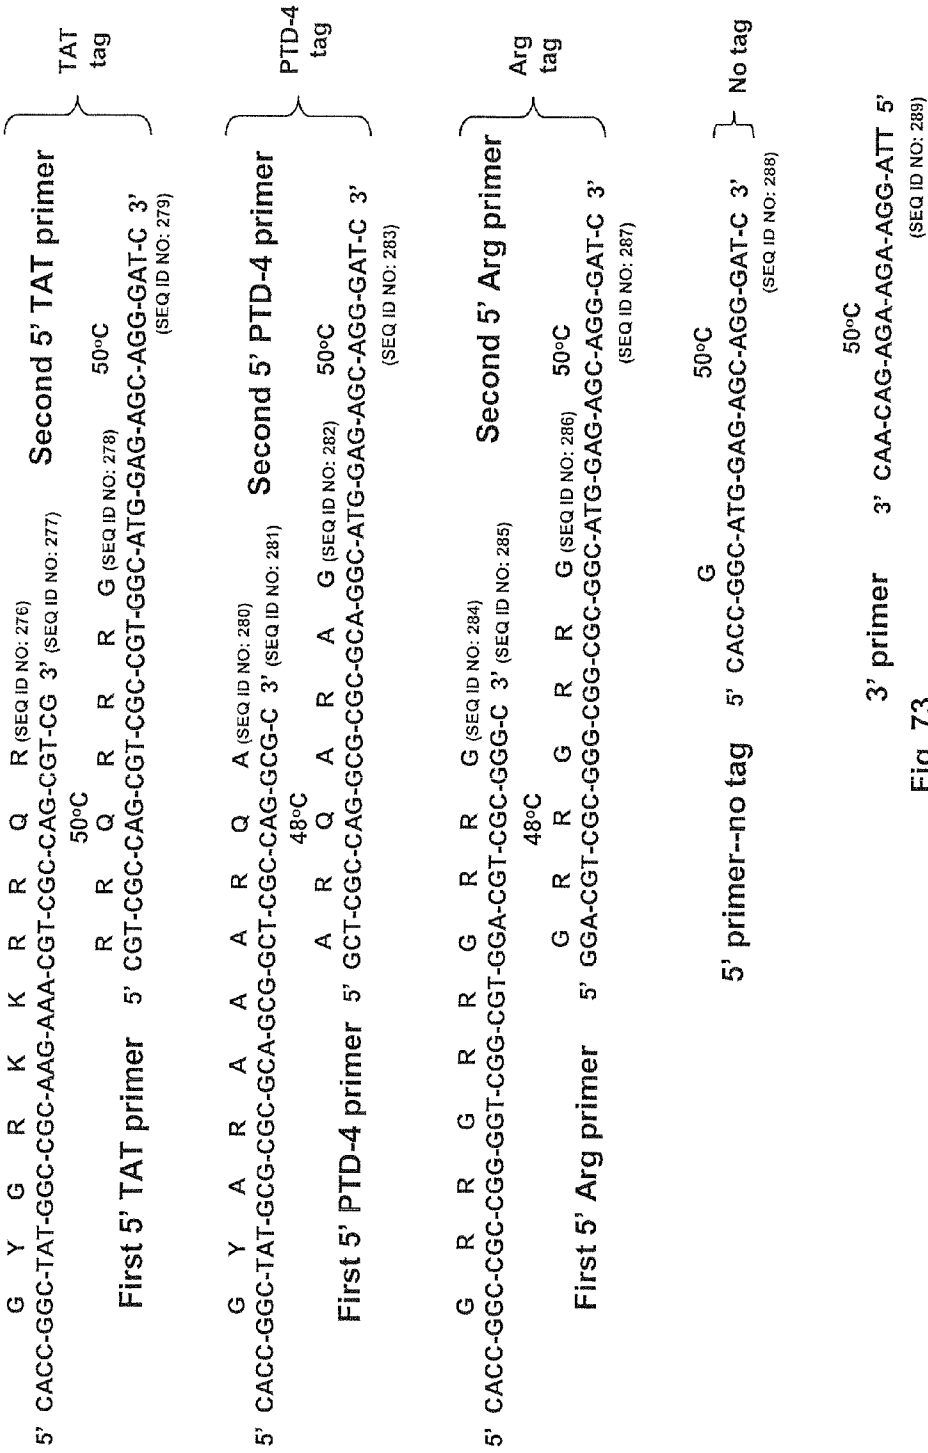 G Y G R K K R R Q R (SEQ ID NO: 276)
5' CACC-GGC-TAT-GGC-CGC-AAG-AAA-CGT-CGC-CAG-CGT-CG 3' (SEQ ID NO: 277)
Second 5' TAT primer
TAT
tag
50ºC
R R Q R R R G (SEQ ID NO: 278)
50ºC
First 5' TAT primer
5' CGT-CGC-CAG-CGT-CGC-CGT-GGC-ATG-GAG-AGC-AGG-GAT-C 3'
(SEQ ID NO: 279)
G Y A R A A A R Q A (SEQ ID NO: 280)
5' CACC-GGC-TAT-GCG-CGC-GCA-GCG-GCT-CGC-CAG-GCG-C 3' (SEQ ID NO: 281)
Second 5' PTD-4 primer
PTD-4
tag
48ºC
A R Q A R A G (SEQ ID NO: 282)
50ºC
First 5' PTD-4 primer
5' GCT-CGC-CAG-GCG-CGC-GCA-GGC-ATG-GAG-AGC-AGG-GAT-C 3'
(SEQ ID NO: 283)
G R R G R R G R R G (SEQ ID NO: 284)
5' CACC-GGC-CGC-CGG-GGT-CGG-CGT-GGA-CGT-CGC-GGG-C 3' (SEQ ID NO: 285)
Second 5' Arg primer
Arg
tag
48ºC
G R R G R R G (SEQ ID NO: 286)
50ºC
First 5' Arg primer
5' GGA-CGT-CGC-GGG-CGG-CGC-GGC-ATG-GAG-AGC-AGG-GAT-C 3'
(SEQ ID NO: 287)
G
50ºC
5' primer--no tag
5' CACC-GGC-ATG-GAG-AGC-AGG-GAT-C 3'
No tag
(SEQ ID NO: 288)
50ºC
3' primer
3' CAA-CAG-AGA-AGA-AGG-ATT 5'
(SEQ ID NO: 289)
Fig. 73